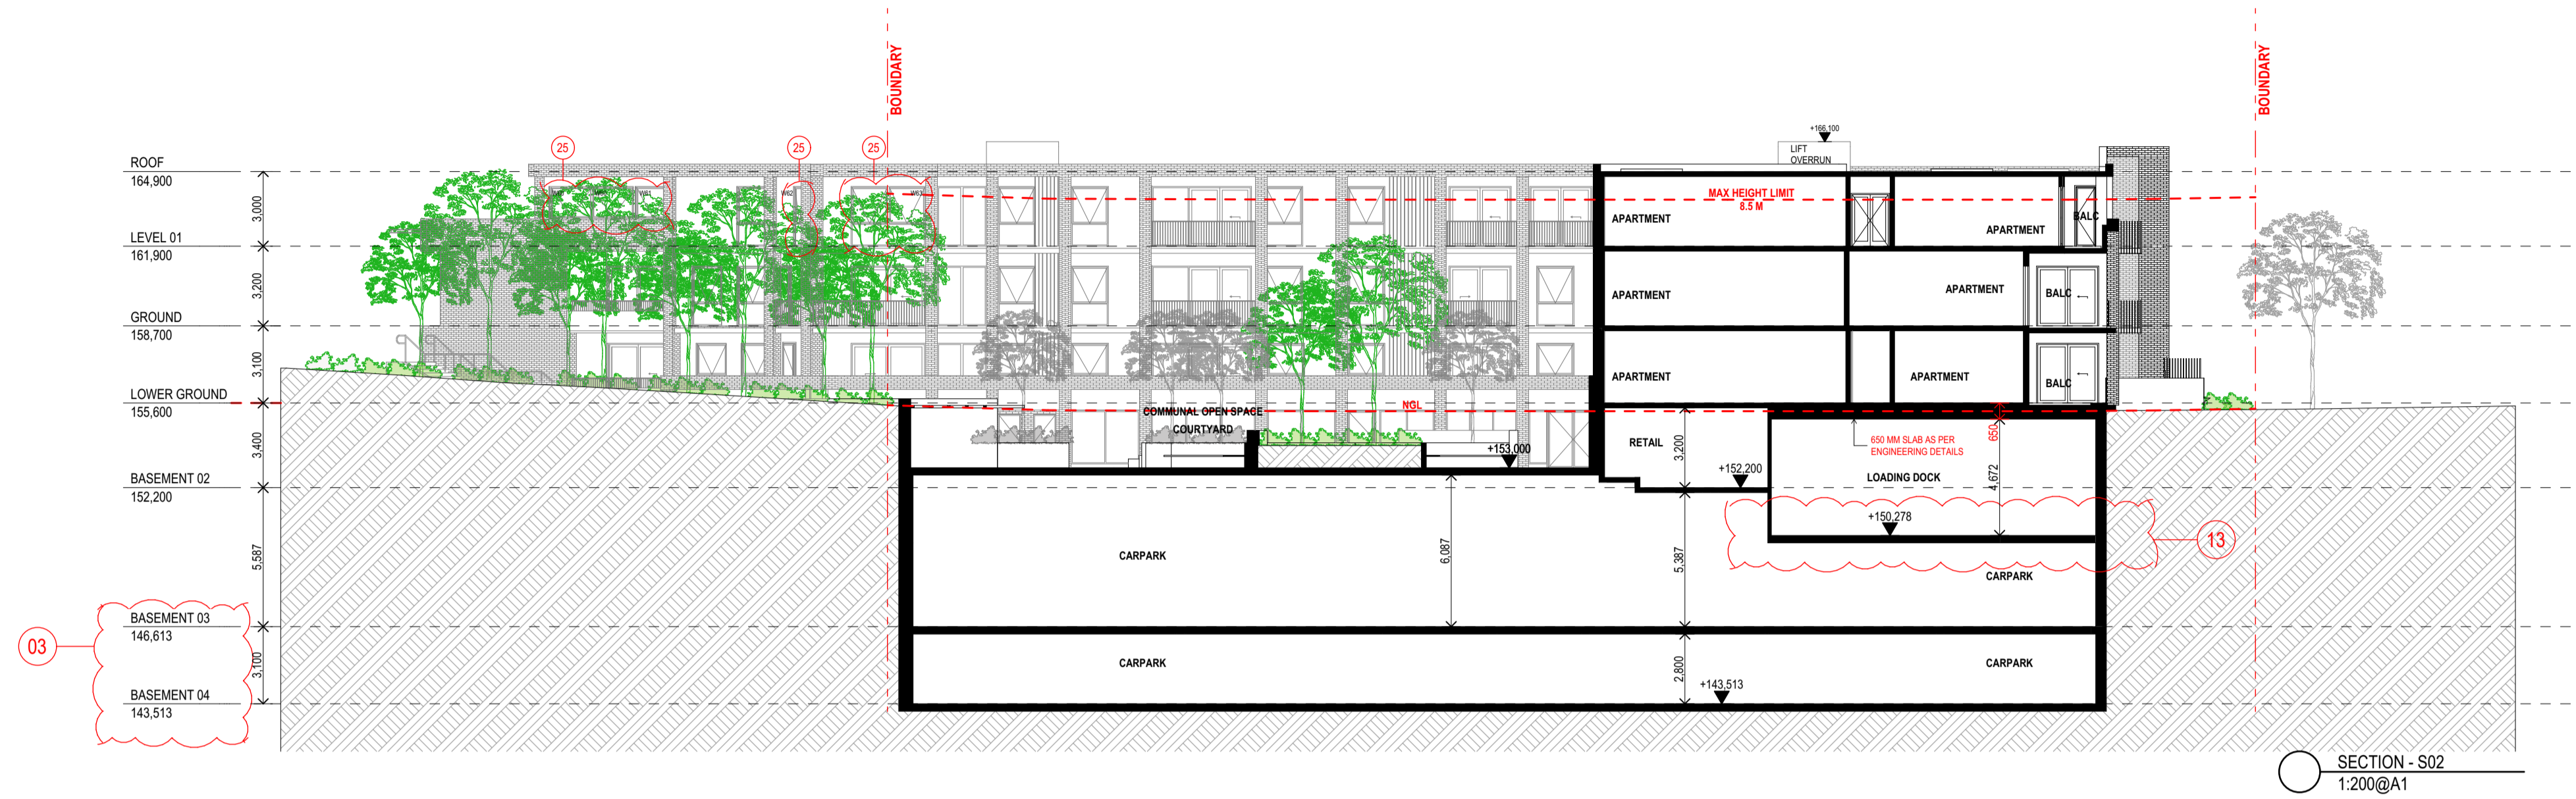 BOUNDARY
BOUNDARY
25
25
25
+166,100
LIFT
OVERRUN
ROOF
164,900
3,000
MAX HEIGHT LIMIT
8.5 M
W61
W62
W63
APARTMENT
APARTMENT
BALC
LEVEL 01
161,900
3,200
APARTMENT
APARTMENT
BALC
GROUND
158,700
3,100
APARTMENT
APARTMENT
BALC
LOWER GROUND
155,600
3,400
NGL
COMMUNAL OPEN SPACE
COURTYARD
+153,000
RETAIL
3,200
650 MM SLAB AS PER
ENGINEERING DETAILS
650
4,672
LOADING DOCK
+152,200
BASEMENT 02
152,200
5,587
+150,278
13
CARPARK
6,087
5,387
CARPARK
03
BASEMENT 03
146,613
3,100
CARPARK
2,800
CARPARK
BASEMENT 04
143,513
+143,513
SECTION - S02
1:200@A1